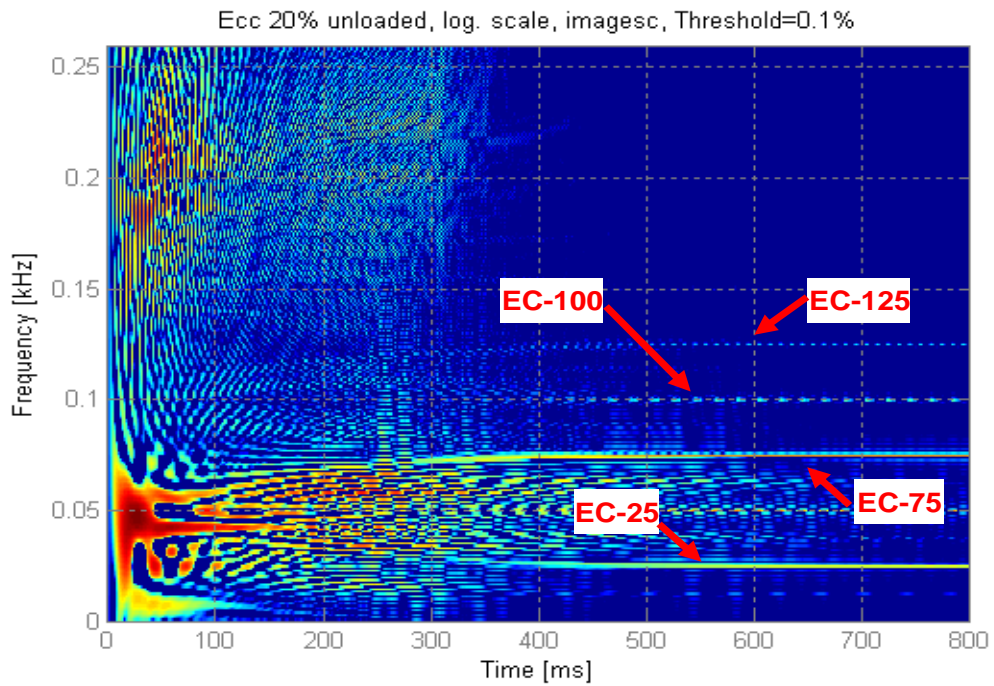 Ecc 20% unloaded, log. scale, imagesc, Threshold=0.1%
Frequency [kHz]
0.25
0.2
0.15
0.1
0.05
0
EC-100
EC-125
EC-25
EC-75
0 100 200 300 400 500 600 700 800
Time [ms]